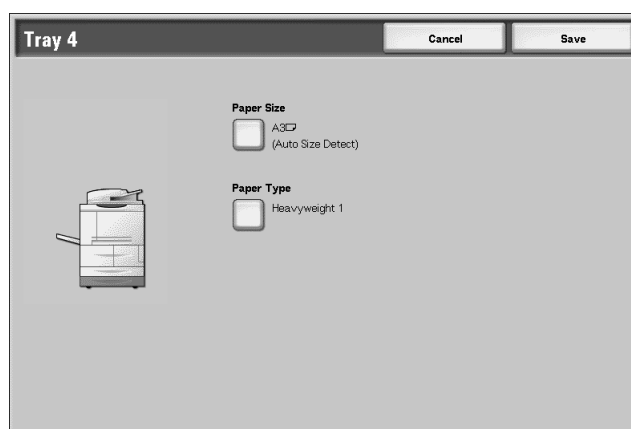 Tray 4
Cancel
Save
Paper Size
A3
(Auto Size Detect)
Paper Type
Heavyweight 1